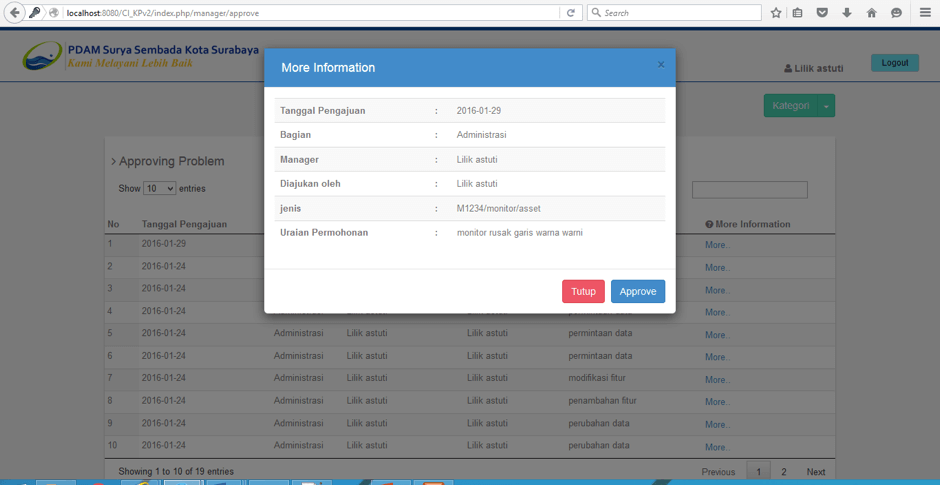 localhost:8080/CI_KPv2/index.php/manager/approve
Search
PDAM Surya Sembada Kota Surabaya
Kami Melayani Lebih Baik
Lilik astuti
Logout
Kategori
More Information ×
Tanggal Pengajuan : 2016-01-29
Bagian : Administrasi
Manager : Lilik astuti
Diajukan oleh : Lilik astuti
jenis : M1234/monitor/asset
Uraian Permohonan : monitor rusak garis warna warni
Tutup Approve
> Approving Problem
Show 10 entries
No Tanggal Pengajuan More Information
1 2016-01-29 More..
2 2016-01-24 More..
3 2016-01-24 More..
4 2016-01-24 More..
5 2016-01-24 Administrasi Lilik astuti Lilik astuti permintaan data More..
6 2016-01-24 Administrasi Lilik astuti Lilik astuti permintaan data More..
7 2016-01-24 Administrasi Lilik astuti Lilik astuti modifikasi fitur More..
8 2016-01-24 Administrasi Lilik astuti Lilik astuti penambahan fitur More..
9 2016-01-24 Administrasi Lilik astuti Lilik astuti perubahan data More..
10 2016-01-24 Administrasi Lilik astuti Lilik astuti perubahan data More..
Showing 1 to 10 of 19 entries
Previous 1 2 Next